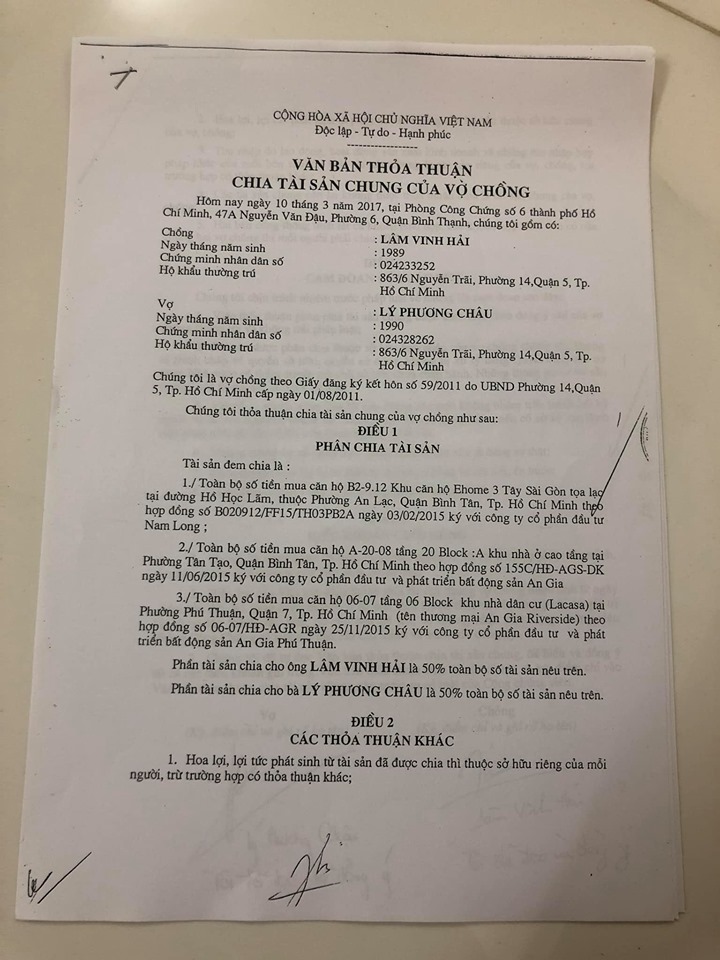 CỘNG HÒA XÃ HỘI CHỦ NGHĨA VIỆT NAM
Độc lập - Tự do - Hạnh phúc
------------------
VĂN BẢN THỎA THUẬN
CHIA TÀI SẢN CHUNG CỦA VỢ CHỒNG
Hôm nay ngày 10 tháng 3 năm 2017, tại Phòng Công Chứng số 6 thành phố Hồ
Chí Minh, 47A Nguyễn Văn Đậu, Phường 6, Quận Bình Thạnh, chúng tôi gồm có:
Chồng : LÂM VINH HẢI
Ngày tháng năm sinh : 1989
Chứng minh nhân dân số : 024233252
Hộ khẩu thường trú : 863/6 Nguyễn Trãi, Phường 14,Quận 5, Tp.
Hồ Chí Minh
Vợ : LÝ PHƯƠNG CHÂU
Ngày tháng năm sinh : 1990
Chứng minh nhân dân số : 024328262
Hộ khẩu thường trú : 863/6 Nguyễn Trãi, Phường 14,Quận 5, Tp.
Hồ Chí Minh
Chúng tôi là vợ chồng theo Giấy đăng ký kết hôn số 59/2011 do UBND Phường 14,Quận
5, Tp. Hồ Chí Minh cấp ngày 01/08/2011.
Chúng tôi thỏa thuận chia tài sản chung của vợ chồng như sau:
ĐIỀU 1
PHÂN CHIA TÀI SẢN
Tài sản đem chia là :
1./ Toàn bộ số tiền mua căn hộ B2-9.12 Khu căn hộ Ehome 3 Tây Sài Gòn tọa lạc
tại đường Hồ Học Lãm, thuộc Phường An Lạc, Quận Bình Tân, Tp. Hồ Chí Minh theo
hợp đồng số B020912/FF15/TH03PB2A ngày 03/02/2015 ký với công ty cổ phần đầu tư
Nam Long ;
2./ Toàn bộ số tiền mua căn hộ A-20-08 tầng 20 Block :A khu nhà ở cao tầng tại
Phường Tân Tạo, Quận Bình Tân, Tp. Hồ Chí Minh theo hợp đồng số 155C/HĐ-AGS-DK
ngày 11/06/2015 ký với công ty cổ phần đầu tư và phát triển bất động sản An Gia
3./ Toàn bộ số tiền mua căn hộ 06-07 tầng 06 Block khu nhà dân cư (Lacasa) tại
Phường Phú Thuận, Quận 7, Tp. Hồ Chí Minh (tên thương mại An Gia Riverside) theo
hợp đồng số 06-07/HĐ-AGR ngày 25/11/2015 ký với công ty cổ phần đầu tư và phát
triển bất động sản An Gia Phú Thuận.
Phần tài sản chia cho ông LÂM VINH HẢI là 50% toàn bộ số tài sản nêu trên.
Phần tài sản chia cho bà LÝ PHƯƠNG CHÂU là 50% toàn bộ số tài sản nêu trên.
ĐIỀU 2
CÁC THỎA THUẬN KHÁC
1. Hoa lợi, lợi tức phát sinh từ tài sản đã được chia thì thuộc sở hữu riêng của mỗi
người, trừ trường hợp có thỏa thuận khác;